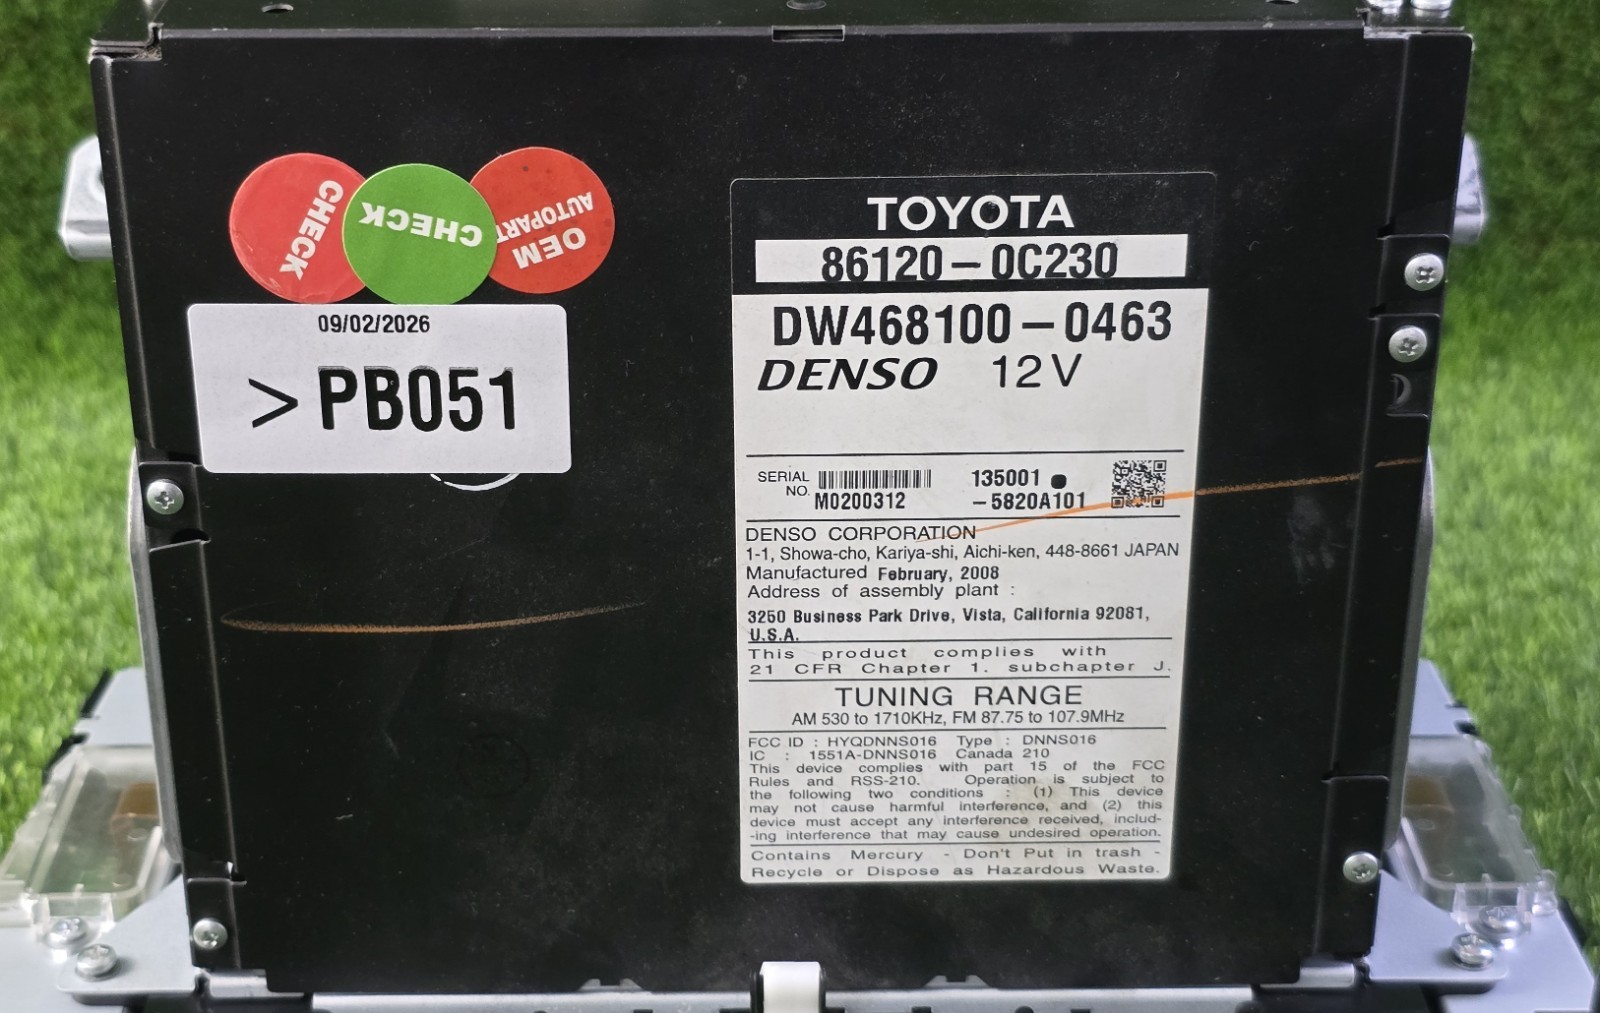 CHECK
CHECK
OEM
AUTOPART
09/02/2026
>PB051
TOYOTA
86120-0C230
DW468100-0463
DENSO 12V
SERIAL NO. M0200312 135001 ●
-5820A101
DENSO CORPORATION
1-1, Showa-cho, Kariya-shi, Aichi-ken, 448-8661 JAPAN
Manufactured February, 2008
Address of assembly plant :
3250 Business Park Drive, Vista, California 92081,
U.S.A.
This product complies with
21 CFR Chapter 1. subchapter J.
TUNING RANGE
AM 530 to 1710KHz, FM 87.75 to 107.9MHz
FCC ID : HYQDNNS016 Type : DNNS016
IC : 1551A-DNNS016 Canada 210
This device complies with part 15 of the FCC
Rules and RSS-210. Operation is subject to
the following two conditions : (1) This device
may not cause harmful interference, and (2) this
device must accept any interference received, includ-
-ing interference that may cause undesired operation.
Contains Mercury - Don't Put in trash -
Recycle or Dispose as Hazardous Waste.